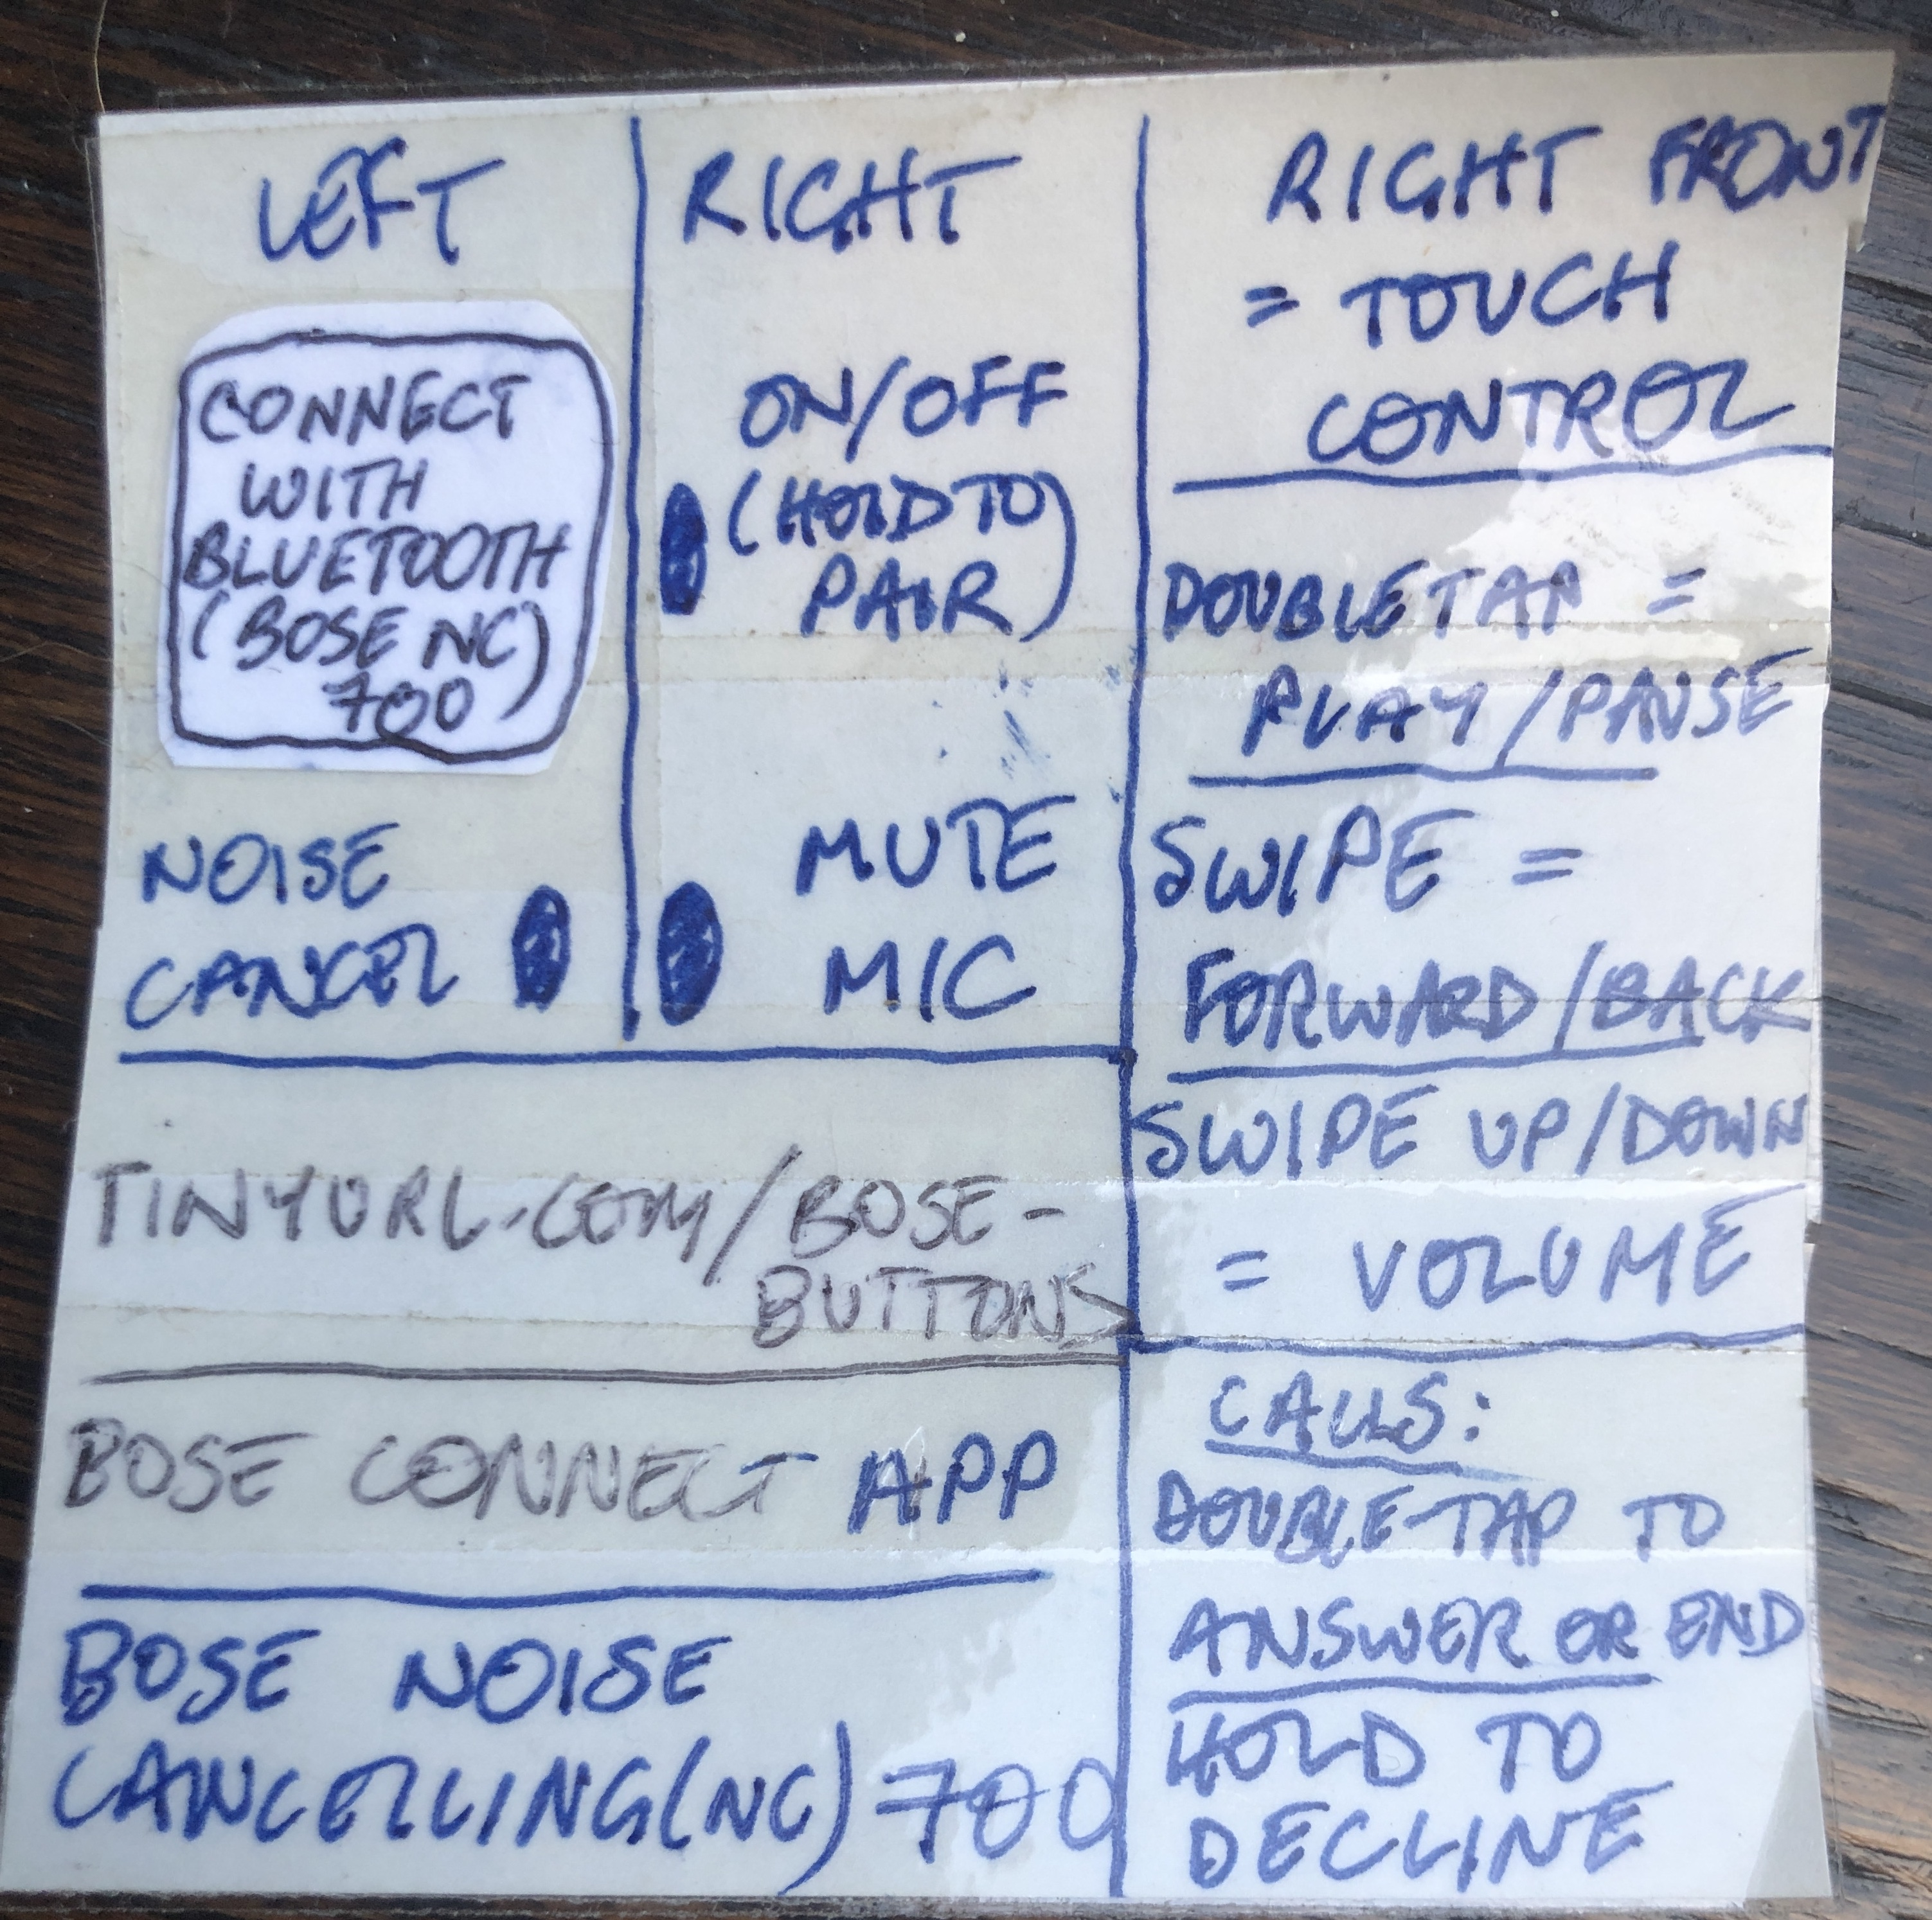 LEFT
CONNECT
WITH
BLUETOOTH
(BOSE NC)
700
NOISE
CANCEL
RIGHT
ON/OFF
(HOLD TO
PAIR)
MUTE
MIC
RIGHT FRONT
= TOUCH
CONTROL
DOUBLETAP =
PLAY/PAUSE
SWIPE =
FORWARD/BACK
SWIPE UP/DOWN
= VOLUME
CALLS:
DOUBLE-TAP TO
ANSWER OR END
HOLD TO
DECLINE
TINYURL.COM/BOSE-
BUTTONS
BOSE CONNECT APP
BOSE NOISE
CANCELLING(NC) 700